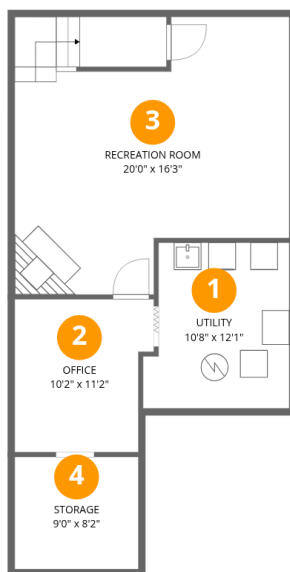 3
RECREATION ROOM
20'0" x 16'3"
1
UTILITY
10'8" x 12'1"
2
OFFICE
10'2" x 11'2"
4
STORAGE
9'0" x 8'2"